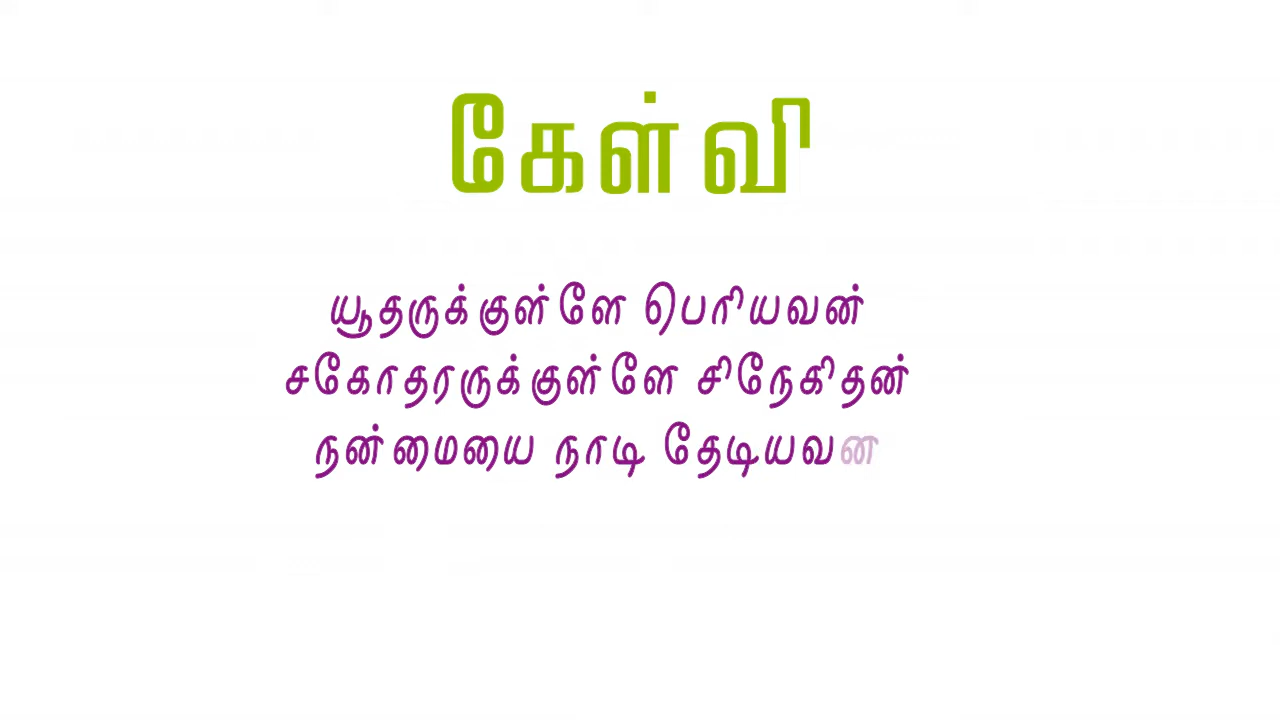 கேள்வி
யூதருக்குள்ளே பெரியவன்
சகோதரருக்குள்ளே சிநேகிதன்
நன்மையை நாடி தேடியவன